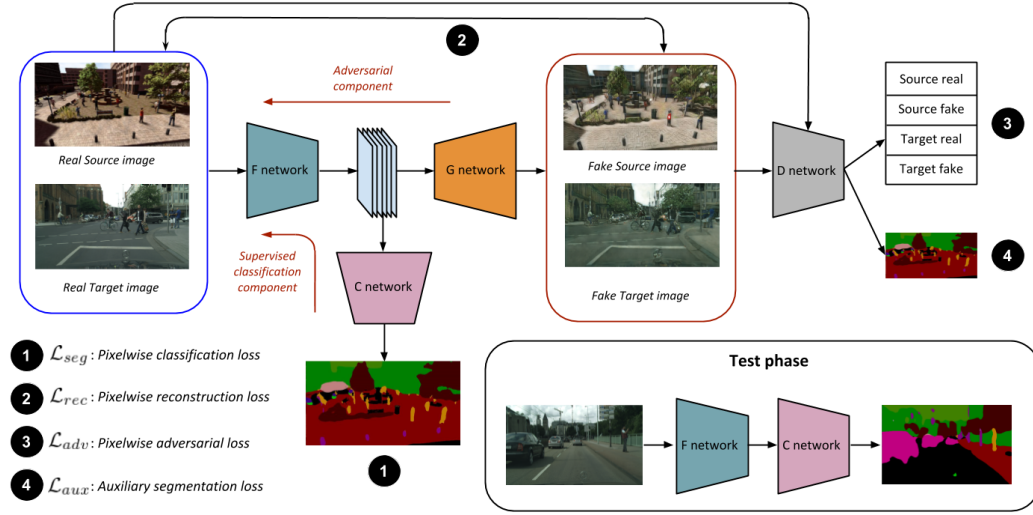 2
Adversarial
component
Real Source image
F network
G network
Fake Source image
D network
Source real
Source fake
Target real
Target fake
3
Supervised
classification
component
C network
Real Target image
Fake Target image
4
1 ℒseg : Pixelwise classification loss
2 ℒrec : Pixelwise reconstruction loss
3 ℒadv : Pixelwise adversarial loss
4 ℒaux : Auxiliary segmentation loss
1
Test phase
F network
C network